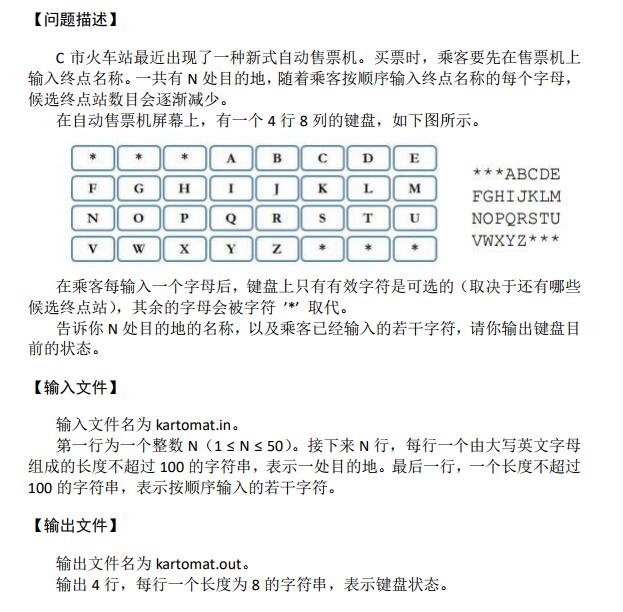 【问题描述】
C 市火车站最近出现了一种新式自动售票机。买票时，乘客要先在售票机上
输入终点名称。一共有 N 处目的地，随着乘客按顺序输入终点名称的每个字母，
候选终点站数目会逐渐减少。
在自动售票机屏幕上，有一个 4 行 8 列的键盘，如下图所示。
* * * A B C D E
F G H I J K L M
N O P Q R S T U
V W X Y Z * * *
***ABCDE
FGHIJKLM
NOPQRSTU
VWXYZ***
在乘客每输入一个字母后，键盘上只有有效字符是可选的（取决于还有哪些
候选终点站），其余的字母会被字符 '*' 取代。
告诉你 N 处目的地的名称，以及乘客已经输入的若干字符，请你输出键盘目
前的状态。
【输入文件】
输入文件名为 kartomat.in。
第一行为一个整数 N（1 ≤ N ≤ 50）。接下来 N 行，每行一个由大写英文字母
组成的长度不超过 100 的字符串，表示一处目的地。最后一行，一个长度不超过
100 的字符串，表示按顺序输入的若干字符。
【输出文件】
输出文件名为 kartomat.out。
输出 4 行，每行一个长度为 8 的字符串，表示键盘状态。